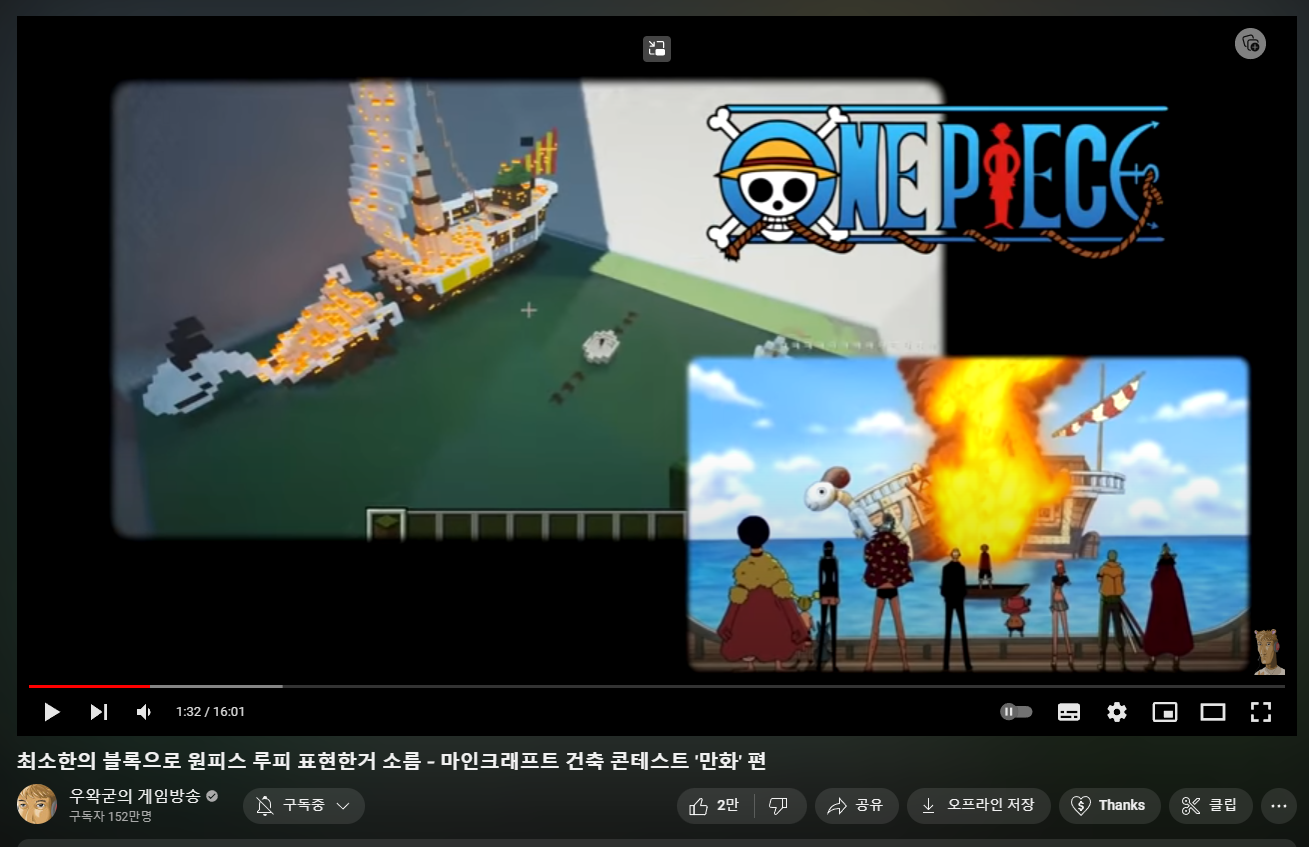 ONE PIECE
1:32 / 16:01
최소한의 블록으로 원피스 루피 표현한거 소름 - 마인크래프트 건축 콘테스트 '만화' 편
우왁굳의 게임방송
구독자 152만명
구독중
2만
공유
오프라인 저장
Thanks
클립